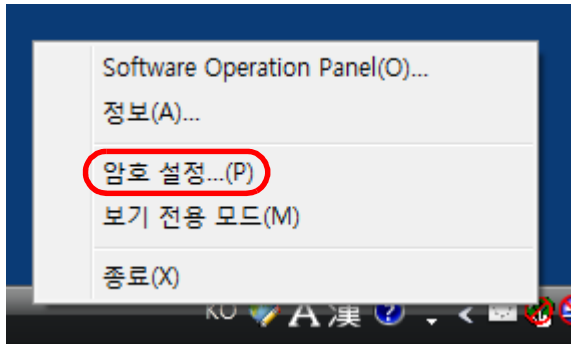 Software Operation Panel(O)...
정보(A)...
암호 설정...(P)
보기 전용 모드(M)
종료(X)
KO A 漢 ?